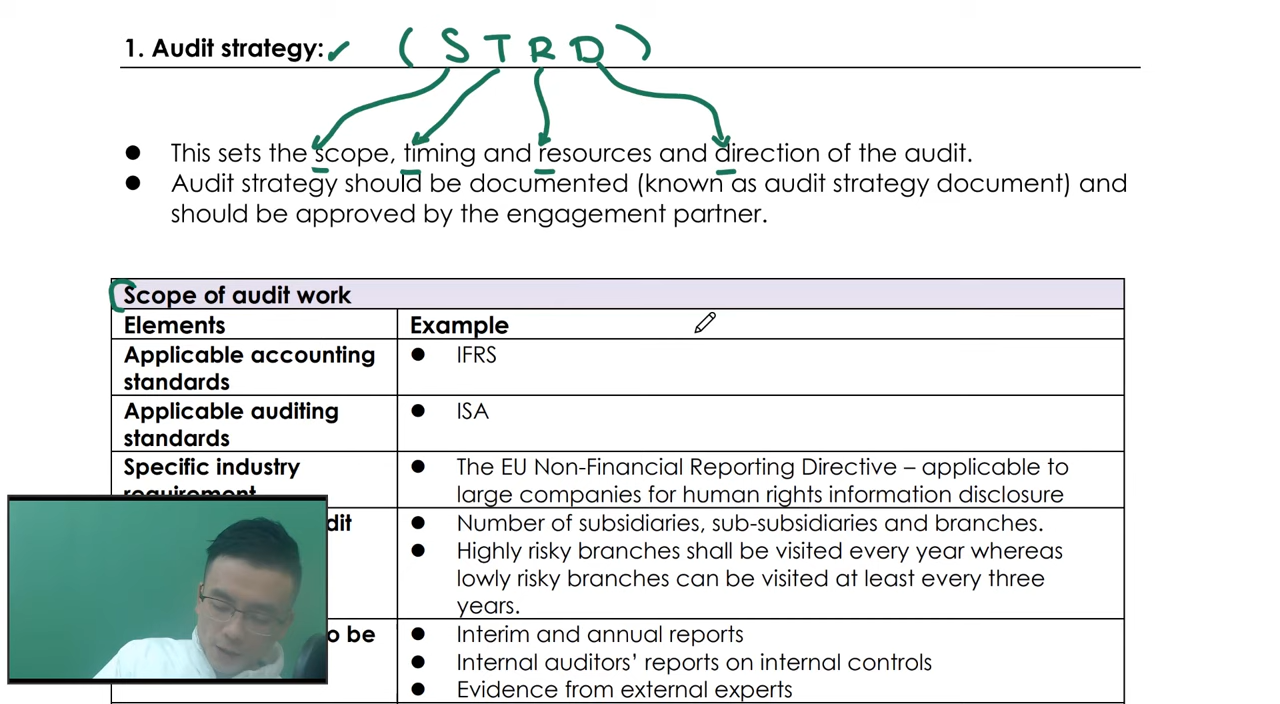 1. Audit strategy: ✓ (STRD)
● This sets the scope, timing and resources and direction of the audit.
● Audit strategy should be documented (known as audit strategy document) and
should be approved by the engagement partner.
Scope of audit work
Elements Example
Applicable accounting ● IFRS
standards
Applicable auditing ● ISA
standards
Specific industry ● The EU Non-Financial Reporting Directive – applicable to
requirement large companies for human rights information disclosure
dit ● Number of subsidiaries, sub-subsidiaries and branches.
● Highly risky branches shall be visited every year whereas
lowly risky branches can be visited at least every three
years.
o be ● Interim and annual reports
● Internal auditors’ reports on internal controls
● Evidence from external experts